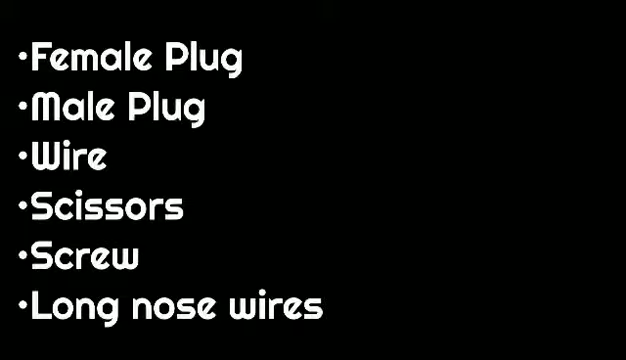 •Female Plug
•Male Plug
•Wire
•Scissors
•Screw
•Long nose wires